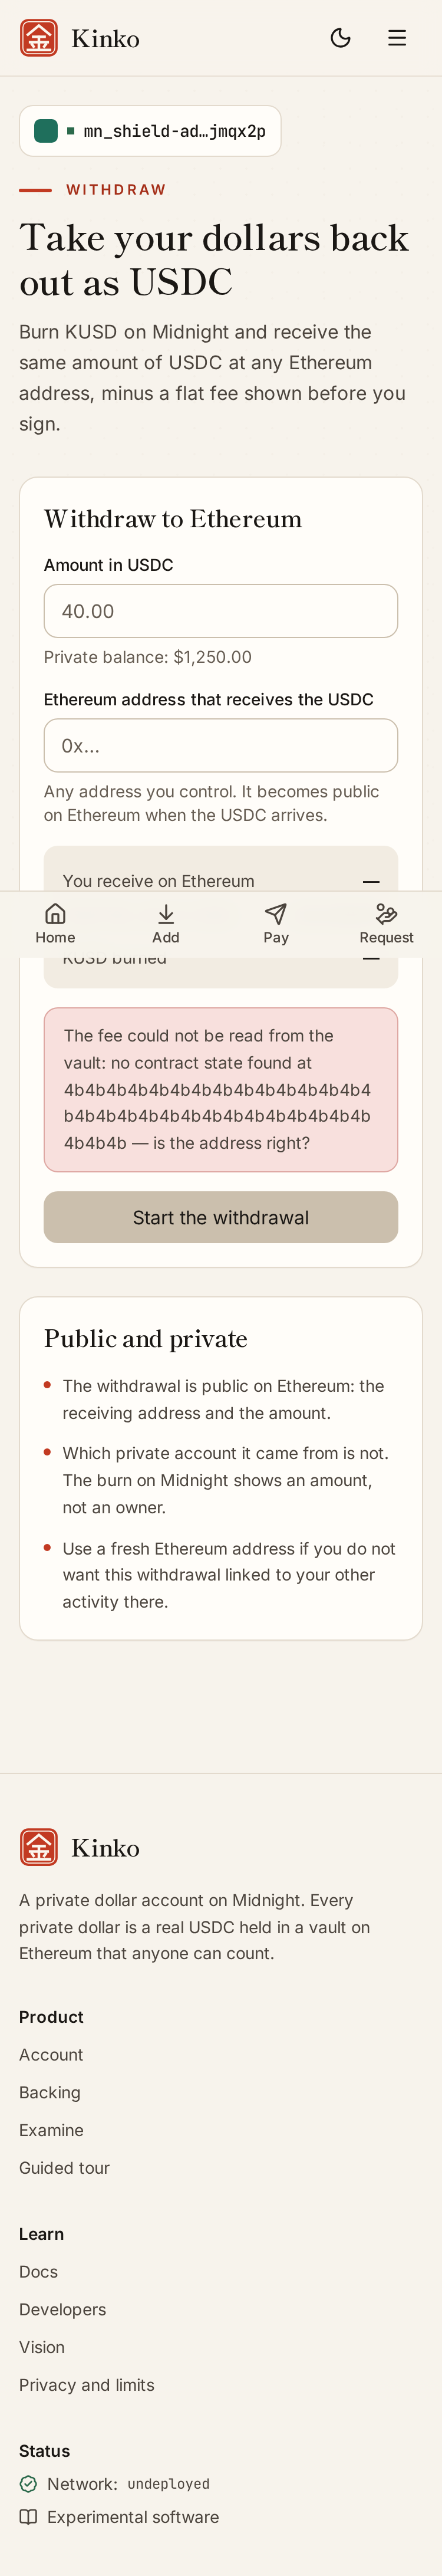 金 Kinko
mn_shield-ad…jmqx2p
WITHDRAW
Take your dollars back
out as USDC
Burn KUSD on Midnight and receive the
same amount of USDC at any Ethereum
address, minus a flat fee shown before you
sign.
Withdraw to Ethereum
Amount in USDC
40.00
Private balance: $1,250.00
Ethereum address that receives the USDC
0x…
Any address you control. It becomes public
on Ethereum when the USDC arrives.
You receive on Ethereum —
Home Add Pay Request
KUSD burned —
The fee could not be read from the
vault: no contract state found at
4b4b4b4b4b4b4b4b4b4b4b4b4b4b4
b4b4b4b4b4b4b4b4b4b4b4b4b4b4b
4b4b4b — is the address right?
Start the withdrawal
Public and private
The withdrawal is public on Ethereum: the
receiving address and the amount.
Which private account it came from is not.
The burn on Midnight shows an amount,
not an owner.
Use a fresh Ethereum address if you do not
want this withdrawal linked to your other
activity there.
金 Kinko
A private dollar account on Midnight. Every
private dollar is a real USDC held in a vault on
Ethereum that anyone can count.
Product
Account
Backing
Examine
Guided tour
Learn
Docs
Developers
Vision
Privacy and limits
Status
Network: undeployed
Experimental software